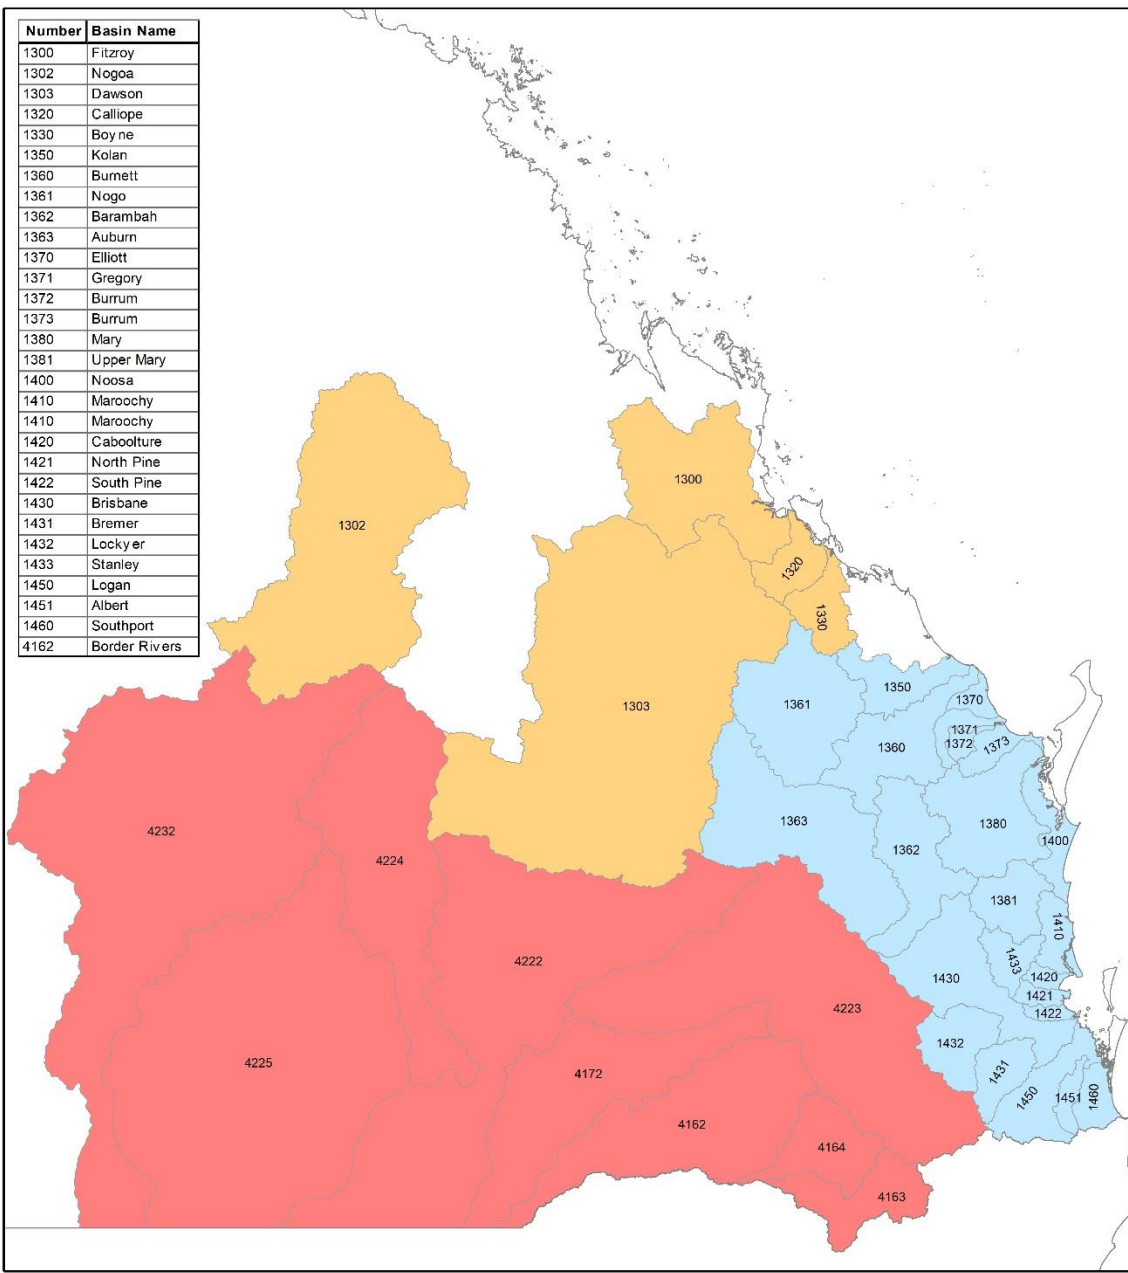 Number Basin Name
1300 Fitzroy
1302 Nogoa
1303 Dawson
1320 Calliope
1330 Boyne
1350 Kolan
1360 Burnett
1361 Nogo
1362 Barambah
1363 Auburn
1370 Elliott
1371 Gregory
1372 Burrum
1373 Burrum
1380 Mary
1381 Upper Mary
1400 Noosa
1410 Maroochy
1410 Maroochy
1420 Caboolture
1421 North Pine
1422 South Pine
1430 Brisbane
1431 Bremer
1432 Lockyer
1433 Stanley
1450 Logan
1451 Albert
1460 Southport
4162 Border Rivers
1300
1302
1320
1330
1303
1350
1370
1361
1371
1360
1372
1373
1363
1380
4232
1400
1362
4224
1381
1410
4222
1433
1430
1420
1421
4223
1422
1432
4225
4172
1431
1450
1451
1460
4162
4164
4163